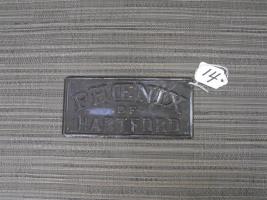 PHENIX
OF
HARTFORD
14.